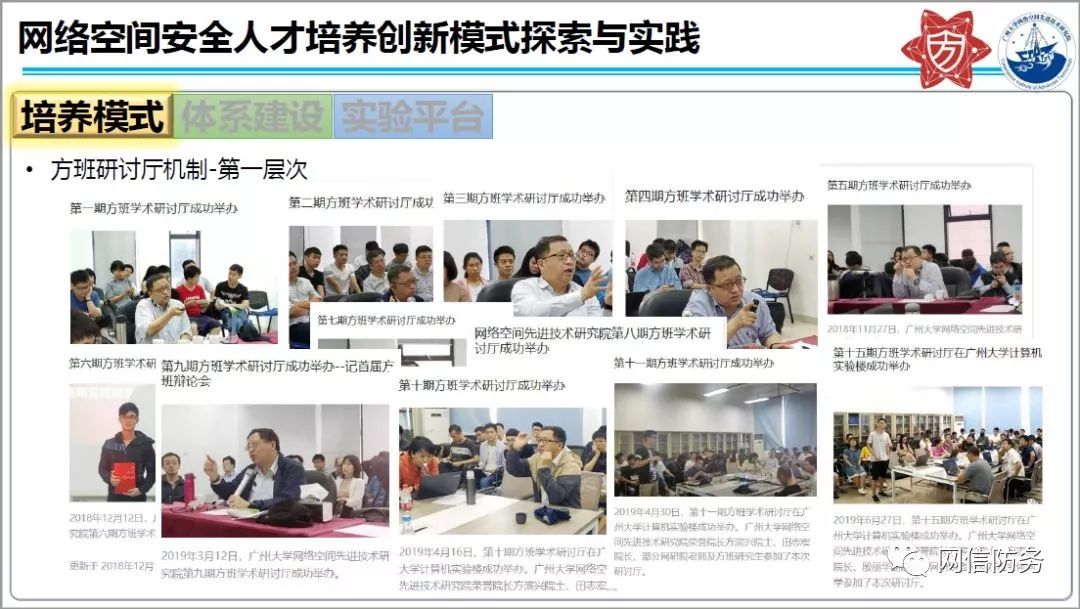 网络空间安全人才培养创新模式探索与实践
培养模式
体系建设
实验平台
• 方班研讨厅机制-第一层次
第一期方班学术研讨厅成功举办
第二期方班学术研讨厅成功
第三期方班学术研讨厅成功举办
第四期方班学术研讨厅成功举办
第五期方班学术研讨厅成功举办
2018年11月27日，广州大学网络空间先进技术研
第七期方班学术研讨厅成功举办
网络空间先进技术研究院第八期方班学术研
讨厅成功举办
第六期方班学术研
2018年12月12日，
究院第六期方班学术
更新于 2018年12月
第九期方班学术研讨厅成功举办--记首届方
班辩论会
2019年3月12日，广州大学网络空间先进技术研
究院第九期方班学术研讨厅成功举办。
第十期方班学术研讨厅成功举办
2019年4月16日，第十期方班研讨厅在广
州大学计算机实验楼成功举办。广州大学网络空
间先进技术研究院荣誉院长方滨兴院士、田志宏
第十一期方班学术研讨厅成功举办
2019年4月30日，第十一期方班研讨厅在广州
大学计算机实验楼成功举办。广州大学网络空
间先进技术研究院荣誉院长方滨兴院士、田志宏
院长、部分网研院老师及方班研究生参加了本次
研讨厅。
第十五期方班学术研讨厅在广州大学计算机
实验楼成功举办
2019年6月27日，第十五期方班研讨厅在广
州大学计算机实验楼成功举办。广州大学网络空
间先进技术研
院长、殷丽华
学参加了本次研讨厅。
网信防务